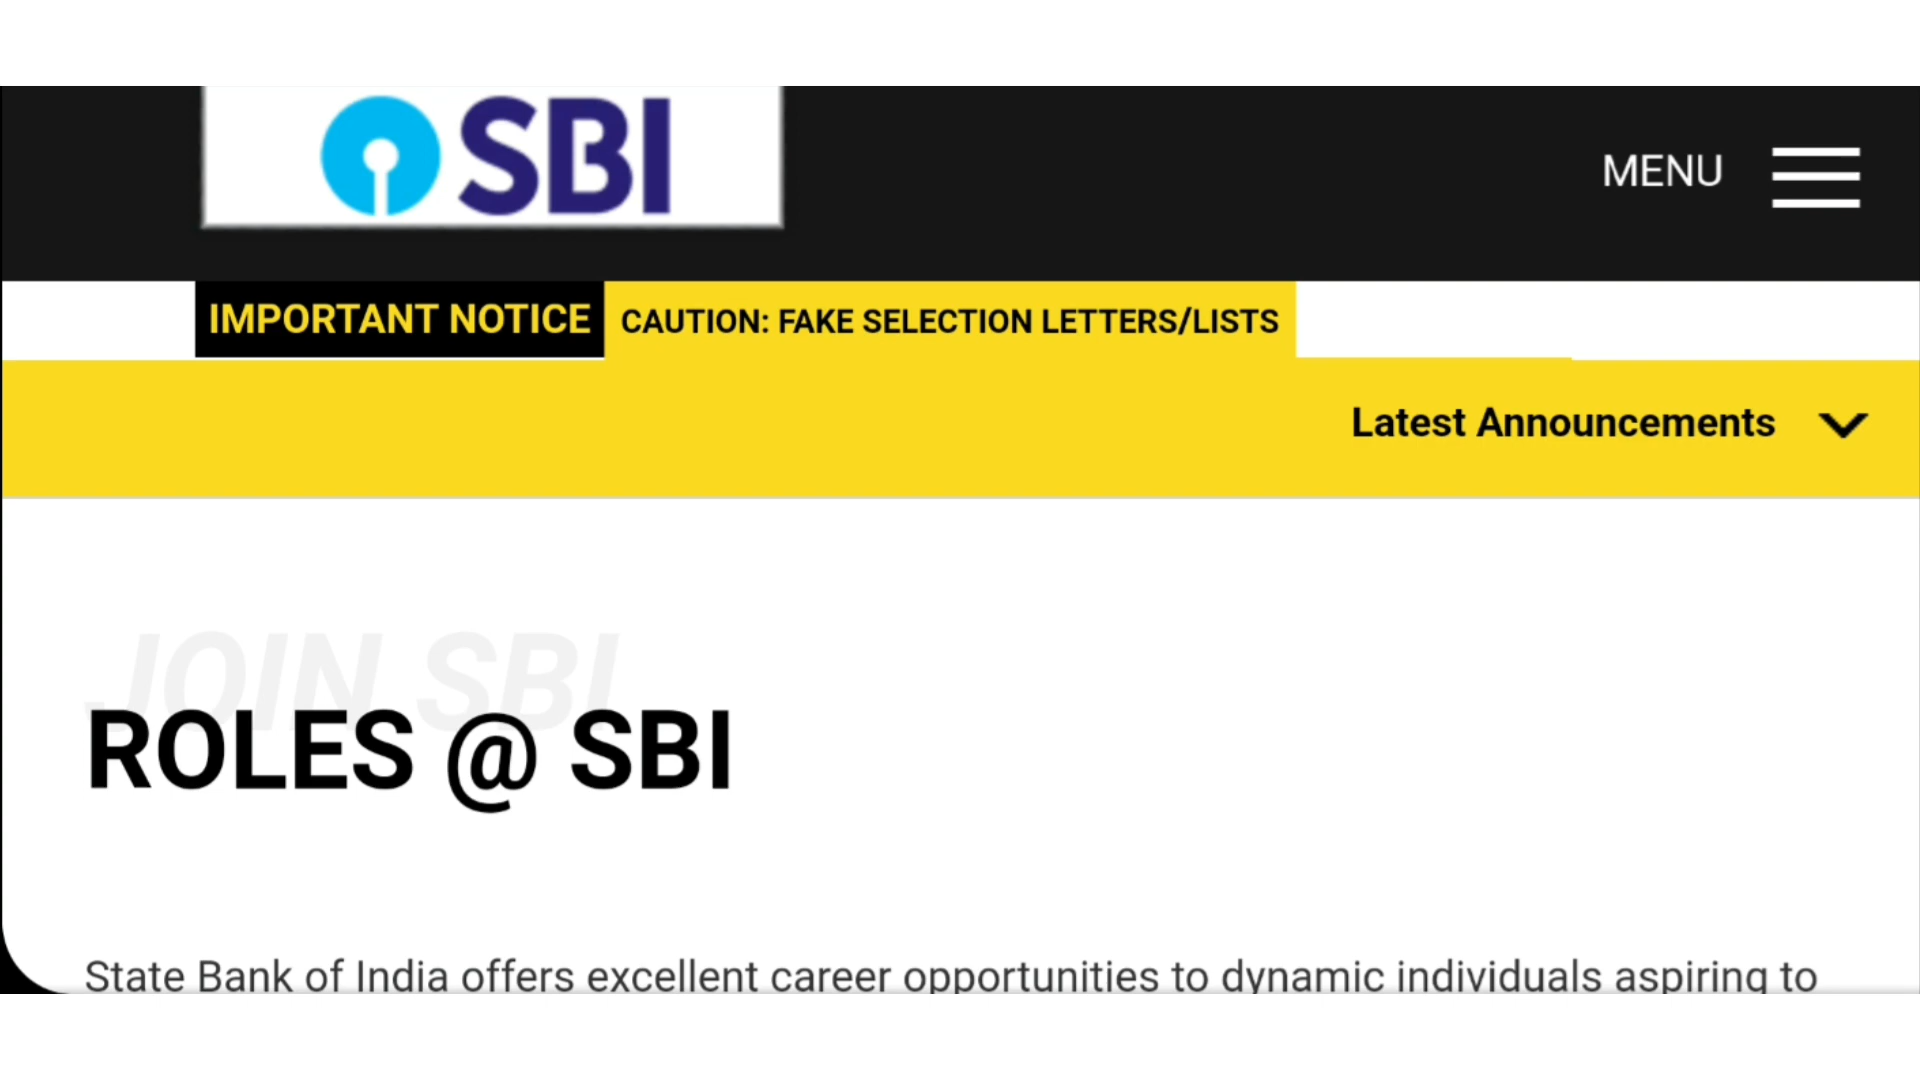 SBI
MENU
IMPORTANT NOTICE CAUTION: FAKE SELECTION LETTERS/LISTS
Latest Announcements
JOIN SBI
ROLES @ SBI
State Bank of India offers excellent career opportunities to dynamic individuals aspiring to